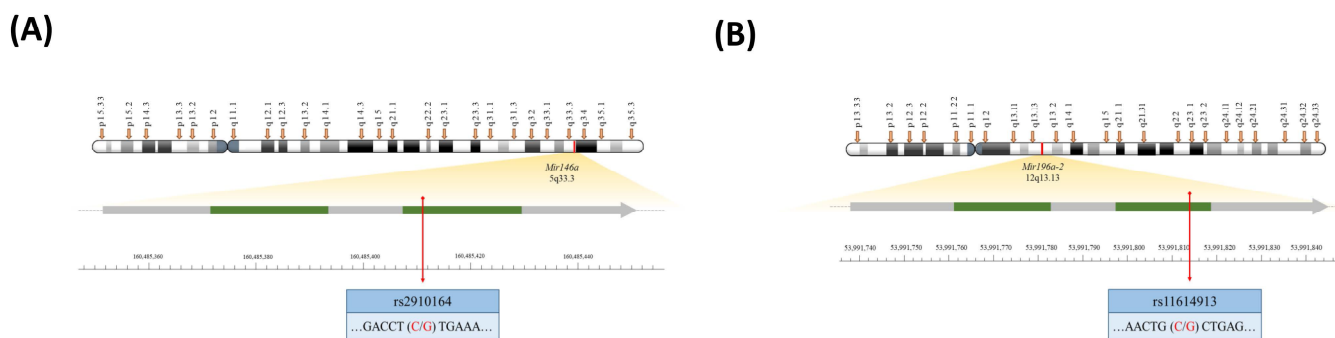 (A)
p15.33 p15.2 p14.3 p13.3 p13.2 p12 q11.1 q12.1 q12.3 q13.2 q14.1 q14.3 q15 q21.1 q22.2 q23.1 q23.3 q31.1 q31.3 q32 q33.1 q33.3 q34 q35.1 q35.3
Mir146a
5q33.3
160,485,360 160,485,380 160,485,400 160,485,420 160,485,440
rs2910164
...GACCT (C/G) TGAAA...
(B)
p13.33 p13.2 p12.3 p12.2 p11.22 p11.1 q12 q13.11 q13.3 q13.2 q14.1 q15 q21.1 q21.31 q22 q23.1 q23.2 q24.11 q24.12 q24.21 q24.31 q24.32 q24.33
Mir196a-2
12q13.13
53,991,740 53,991,750 53,991,760 53,991,770 53,991,780 53,991,790 53,991,800 53,991,810 53,991,820 53,991,830 53,991,840
rs11614913
...AACTG (C/G) CTGAG...